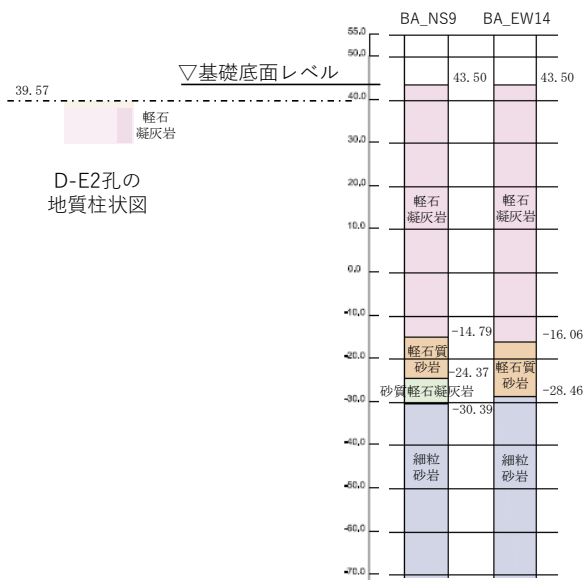 BA_NS9
BA_EW14
55.0
50.0
▽基礎底面レベル
43.50
43.50
39.57
40.0
軽石
凝灰岩
30.0
D-E2孔の
地質柱状図
20.0
軽石
凝灰岩
軽石
凝灰岩
10.0
0.0
-10.0
-14.79
-16.06
軽石質
砂岩
-20.0
-24.37
軽石質
砂岩
砂質軽石凝灰岩
-28.46
-30.0
-30.39
-40.0
細粒
砂岩
細粒
砂岩
-50.0
-60.0
-70.0